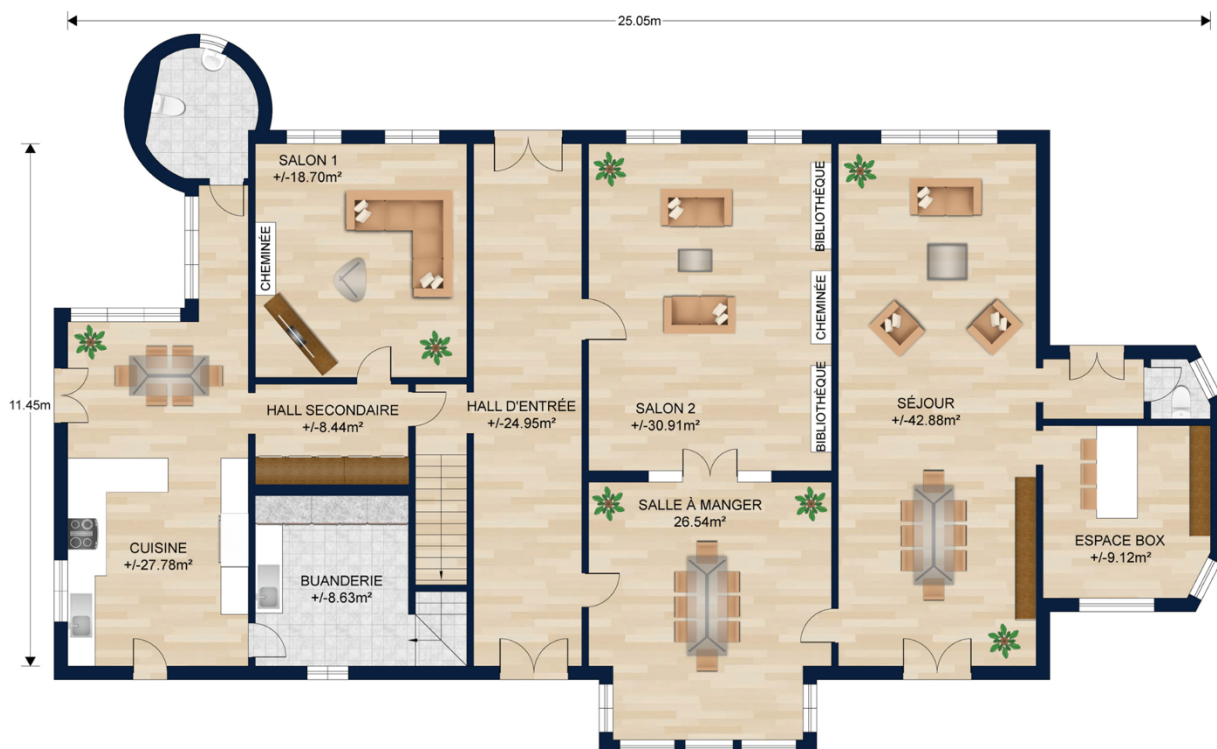 25.05m
11.45m
SALON 1
+/-18.70m²
CHEMINÉE
HALL SECONDAIRE
+/-8.44m²
HALL D'ENTRÉE
+/-24.95m²
BIBLIOTHÈQUE
CHEMINÉE
BIBLIOTHÈQUE
SALON 2
+/-30.91m²
SÉJOUR
+/-42.88m²
SALLE À MANGER
26.54m²
CUISINE
+/-27.78m²
BUANDERIE
+/-8.63m²
ESPACE BOX
+/-9.12m²